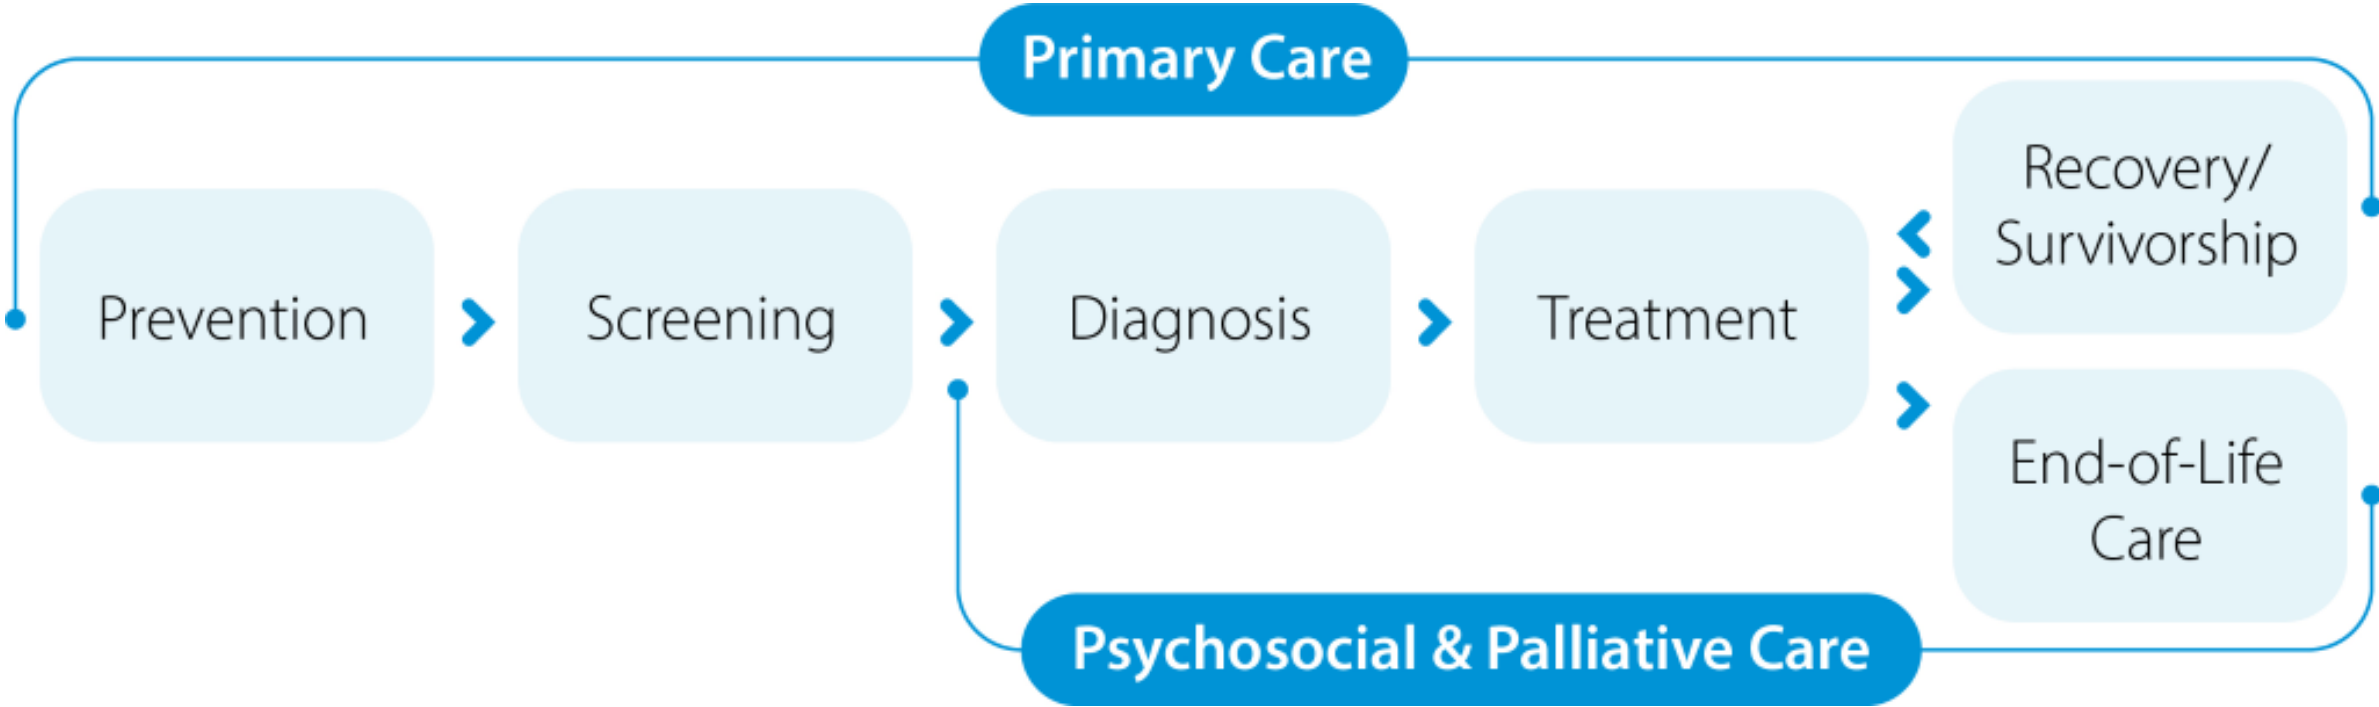 Primary Care
Prevention
Screening
Diagnosis
Treatment
Recovery/
Survivorship
End-of-Life
Care
Psychosocial & Palliative Care